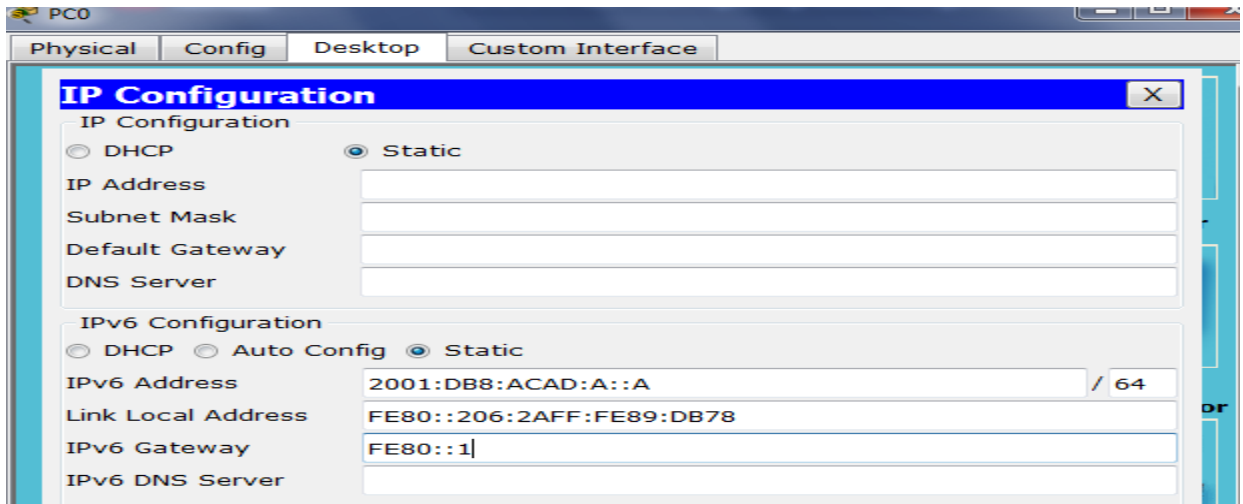 PC0
Physical Config Desktop Custom Interface
IP Configuration X
IP Configuration
DHCP Static
IP Address
Subnet Mask
Default Gateway
DNS Server
IPv6 Configuration
DHCP Auto Config Static
IPv6 Address 2001:DB8:ACAD:A::A / 64
Link Local Address FE80::206:2AFF:FE89:DB78
IPv6 Gateway FE80::1
IPv6 DNS Server